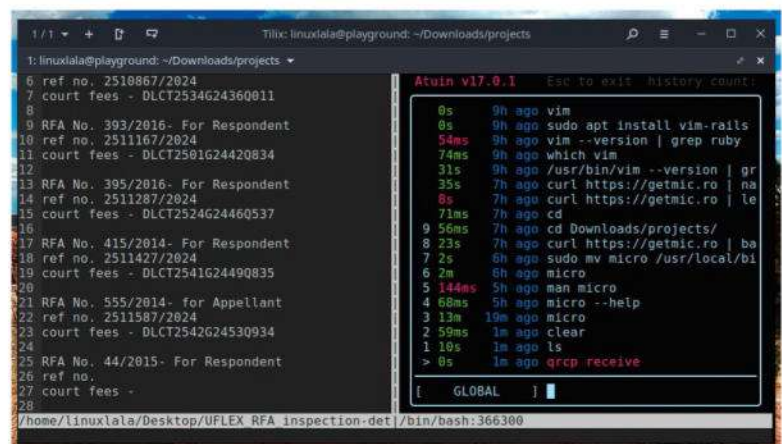 1 / 1 + Tilix: linuxlala@playground: ~/Downloads/projects
1: linuxlala@playground: ~/Downloads/projects
6 ref no. 2510867/2024
7 court fees - DLCT2534G2436Q011
8
9 RFA No. 393/2016- For Respondent
10 ref no. 2511167/2024
11 court fees - DLCT2501G2442Q834
12
13 RFA No. 395/2016- For Respondent
14 ref no. 2511287/2024
15 court fees - DLCT2524G2446Q537
16
17 RFA No. 415/2014- For Respondent
18 ref no. 2511427/2024
19 court fees - DLCT2541G2449Q835
20
21 RFA No. 555/2014- for Appellant
22 ref no. 2511587/2024
23 court fees - DLCT2542G2453Q934
24
25 RFA No. 44/2015- For Respondent
26 ref no.
27 court fees -
28
/home/linuxlala/Desktop/UFLEX_RFA_inspection-det
Atuin v17.0.1 Esc to exit history count:
0s 9h ago vim
0s 9h ago sudo apt install vim-rails
54ms 9h ago vim --version | grep ruby
74ms 9h ago which vim
31s 9h ago /usr/bin/vim --version | gr
35s 7h ago curl https://getmic.ro | na
8s 7h ago curl https://getmic.ro | le
71ms 7h ago cd
9 56ms 7h ago cd Downloads/projects/
8 23s 7h ago curl https://getmic.ro | ba
7 2s 6h ago sudo mv micro /usr/local/bi
6 2m 6h ago micro
5 144ms 5h ago man micro
4 68ms 5h ago micro --help
3 13m 19m ago micro
2 59ms 1m ago clear
1 10s 1m ago ls
> 0s 1m ago qrcp receive
[ GLOBAL ]
/bin/bash:366300